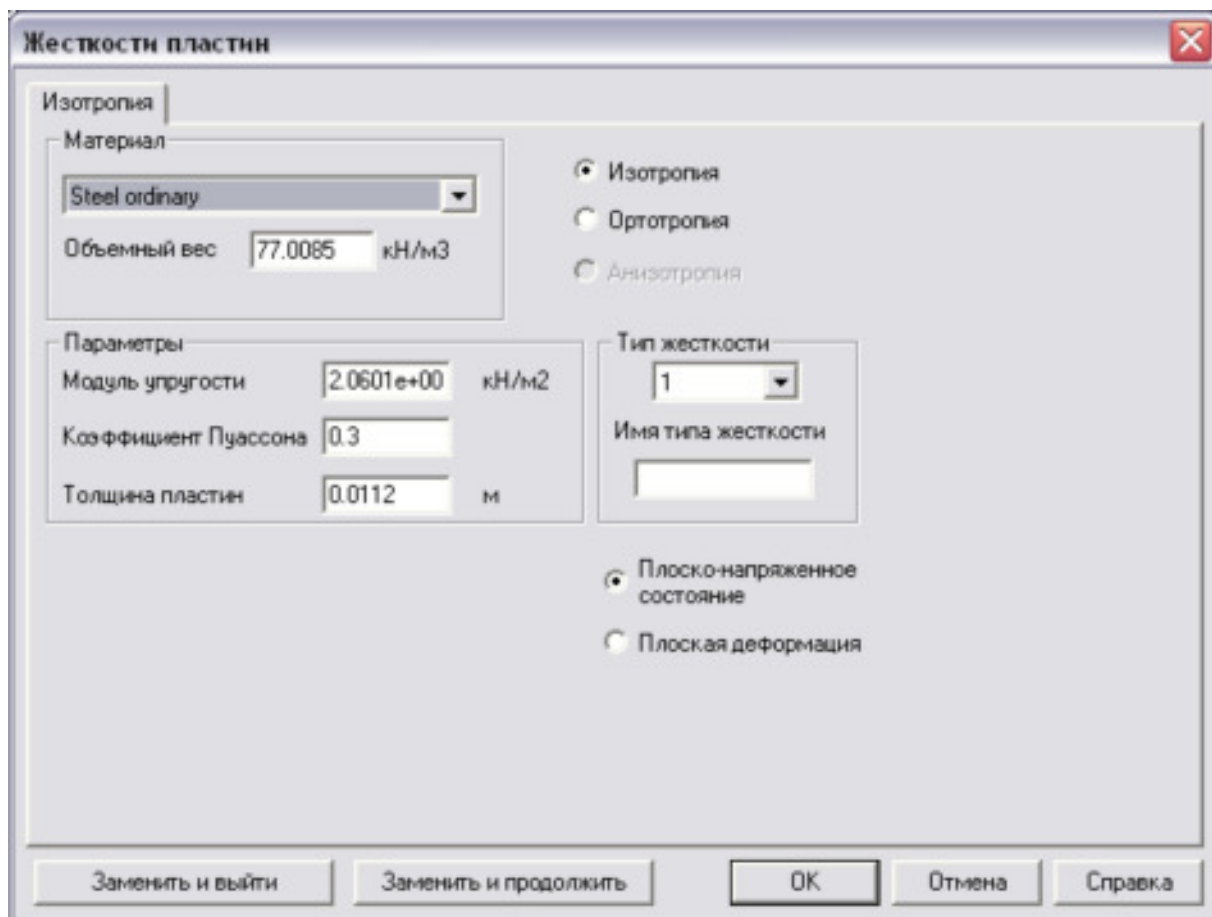 Жесткости пластин
Изотропия
Материал
Steel ordinary
Объемный вес 77.0085 кН/м3
Изотропия
Ортотропия
Анизотропия
Параметры
Модуль упругости 2.0601e+00 кН/м2
Коэффициент Пуассона 0.3
Толщина пластин 0.0112 м
Тип жесткости
1
Имя типа жесткости
Плоско-напряженное
состояние
Плоская деформация
Заменить и выйти Заменить и продолжить OK Отмена Справка